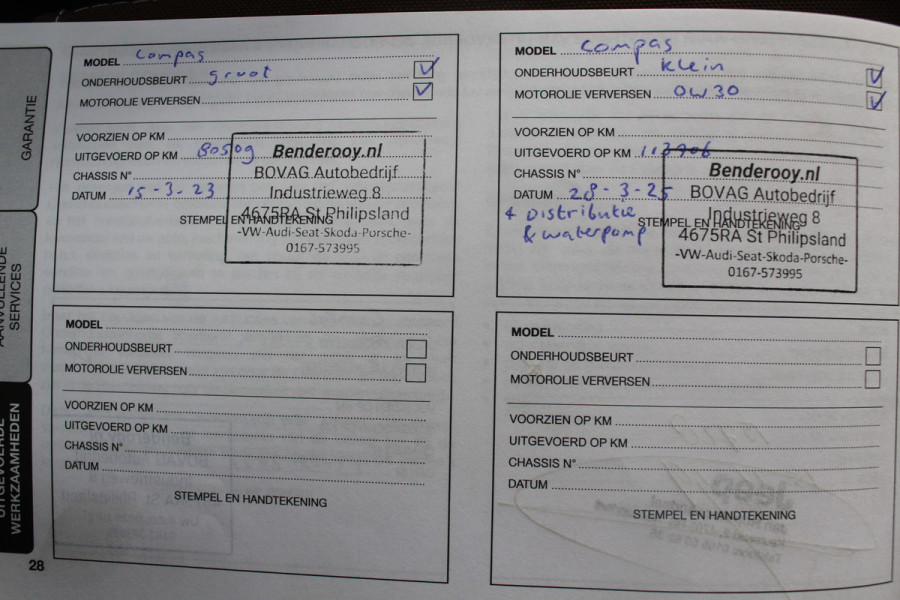 GARANTIE
AANVULLENDE
SERVICES
UITGEVOERDE
WERKZAAMHEDEN
28
MODEL Compas
ONDERHOUDSBEURT groot
MOTOROLIE VERVERSEN
VOORZIEN OP KM
UITGEVOERD OP KM 80509
CHASSIS N°
DATUM 15-3-23
STEMPEL EN HANDTEKENING
Benderooy.nl
BOVAG Autobedrijf
Industrieweg 8
4675RA St Philipsland
-VW-Audi-Seat-Skoda-Porsche-
0167-573995
MODEL Compas
ONDERHOUDSBEURT Klein
MOTOROLIE VERVERSEN 0W30
VOORZIEN OP KM
UITGEVOERD OP KM 113906
CHASSIS N°
DATUM 28-3-25
+ Distributie
& waterpomp
STEMPEL EN HANDTEKENING
Benderooy.nl
BOVAG Autobedrijf
Industrieweg 8
4675RA St Philipsland
-VW-Audi-Seat-Skoda-Porsche-
0167-573995
MODEL
ONDERHOUDSBEURT
MOTOROLIE VERVERSEN
VOORZIEN OP KM
UITGEVOERD OP KM
CHASSIS N°
DATUM
STEMPEL EN HANDTEKENING
MODEL
ONDERHOUDSBEURT
MOTOROLIE VERVERSEN
VOORZIEN OP KM
UITGEVOERD OP KM
CHASSIS N°
DATUM
STEMPEL EN HANDTEKENING